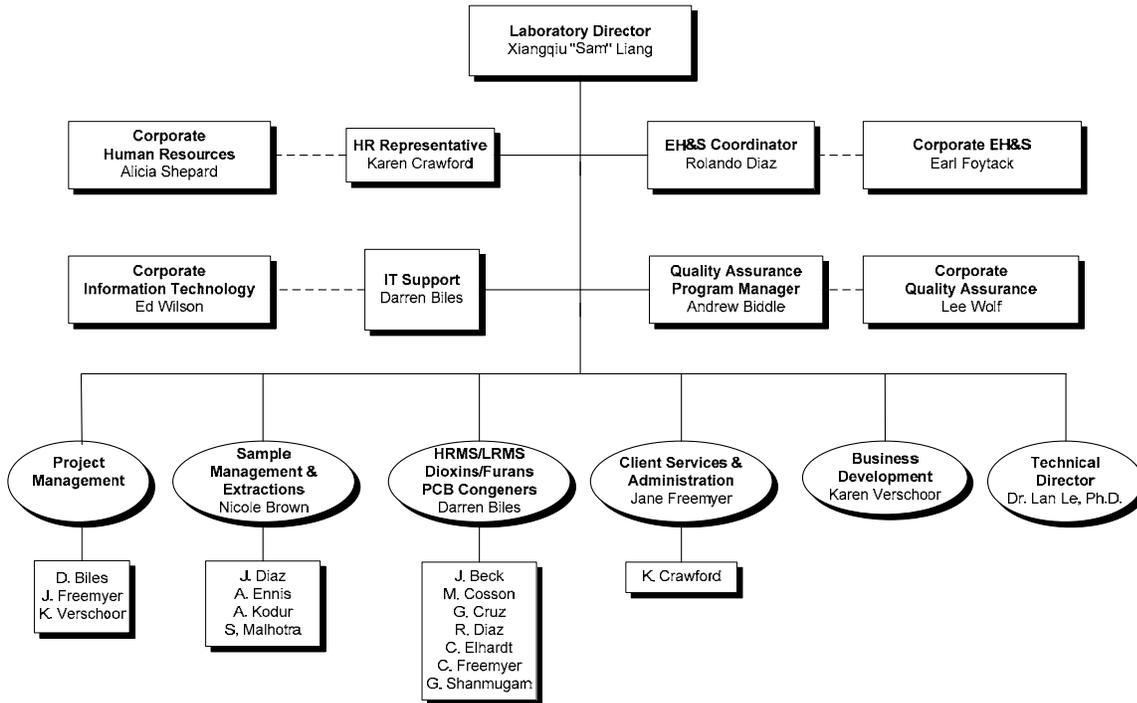 Laboratory Director
Xiangqiu "Sam" Liang
Corporate
Human Resources
Alicia Shepard
HR Representative
Karen Crawford
EH&S Coordinator
Rolando Diaz
Corporate EH&S
Earl Foytack
Corporate
Information Technology
Ed Wilson
IT Support
Darren Biles
Quality Assurance
Program Manager
Andrew Biddle
Corporate
Quality Assurance
Lee Wolf
Project
Management
Sample
Management &
Extractions
Nicole Brown
HRMS/LRMS
Dioxins/Furans
PCB Congeners
Darren Biles
Client Services &
Administration
Jane Freemyer
Business
Development
Karen Verschoor
Technical
Director
Dr. Lan Le, Ph.D.
D. Biles
J. Freemyer
K. Verschoor
J. Diaz
A. Ennis
A. Kodur
S. Malhotra
J. Beck
M. Cosson
G. Cruz
R. Diaz
C. Elhardt
C. Freemyer
G. Shanmugam
K. Crawford